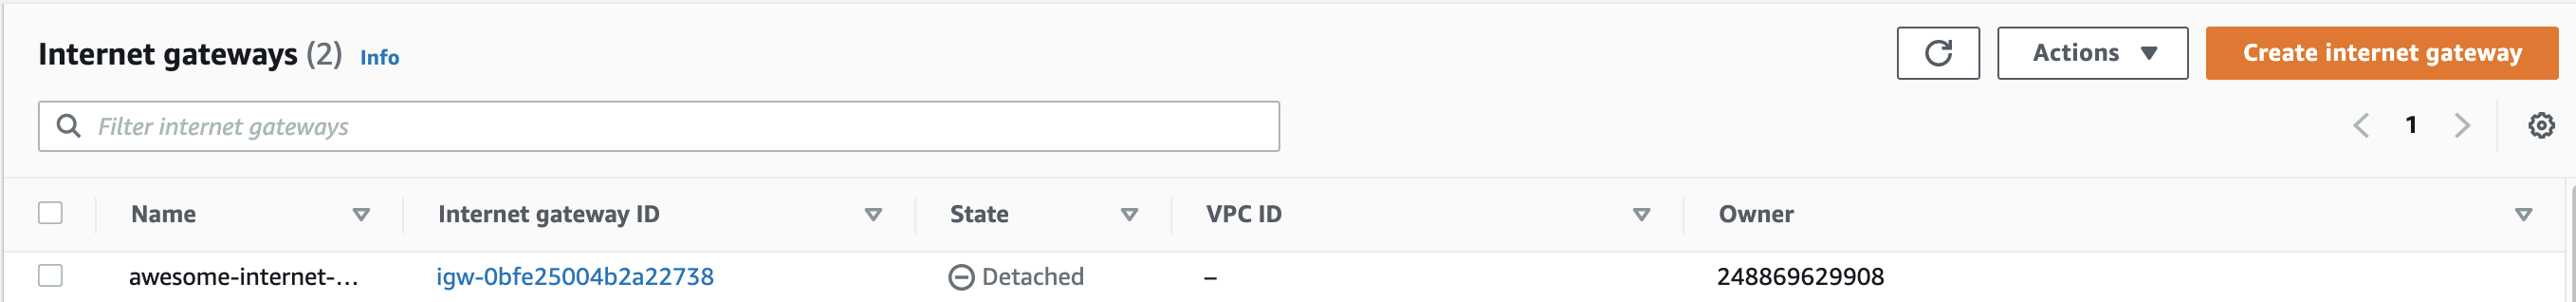 Internet gateways (2) Info Actions Create internet gateway
Filter internet gateways 1
Name Internet gateway ID State VPC ID Owner
awesome-internet-... igw-0bfe25004b2a22738 Detached – 248869629908